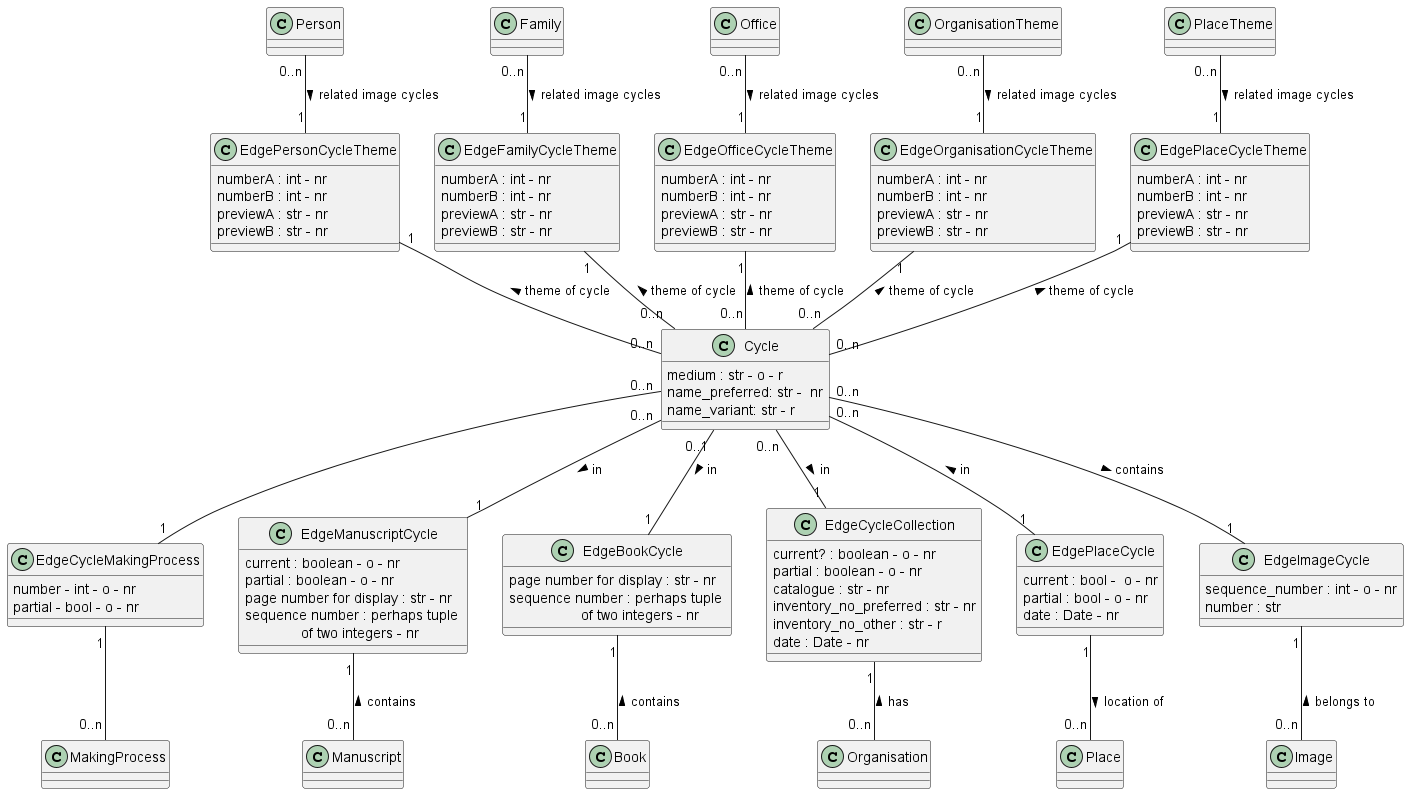 C Person
C Family
C Office
C OrganisationTheme
C PlaceTheme
0..n
0..n
0..n
0..n
0..n
related image cycles
related image cycles
related image cycles
related image cycles
related image cycles
1
1
1
1
1
C EdgePersonCycleTheme
numberA : int - nr
numberB : int - nr
previewA : str - nr
previewB : str - nr
C EdgeFamilyCycleTheme
numberA : int - nr
numberB : int - nr
previewA : str - nr
previewB : str - nr
C EdgeOfficeCycleTheme
numberA : int - nr
numberB : int - nr
previewA : str - nr
previewB : str - nr
C EdgeOrganisationCycleTheme
numberA : int - nr
numberB : int - nr
previewA : str - nr
previewB : str - nr
C EdgePlaceCycleTheme
numberA : int - nr
numberB : int - nr
previewA : str - nr
previewB : str - nr
1
1
1
1
1
theme of cycle
theme of cycle
theme of cycle
theme of cycle
theme of cycle
0..n
0..n
0..n
0..n
0..n
C Cycle
medium : str - o - r
name_preferred: str - nr
name_variant: str - r
0..n
0..n
0..n
0..n
0..1
0..n
in
in
in
in
contains
1
1
1
1
1
1
C EdgeCycleMakingProcess
number - int - o - nr
partial - bool - o - nr
C EdgeManuscriptCycle
current : boolean - o - nr
partial : boolean - o - nr
page number for display : str - nr
sequence number : perhaps tuple
of two integers - nr
C EdgeBookCycle
page number for display : str - nr
sequence number : perhaps tuple
of two integers - nr
C EdgeCycleCollection
current? : boolean - o - nr
partial : boolean - o - nr
catalogue : str - nr
inventory_no_preferred : str - nr
inventory_no_other : str - r
date : Date - nr
C EdgePlaceCycle
current : bool - o - nr
partial : bool - o - nr
date : Date - nr
C EdgeImageCycle
sequence_number : int - o - nr
number : str
1
1
1
1
1
1
contains
contains
has
location of
belongs to
0..n
0..n
0..n
0..n
0..n
0..n
C MakingProcess
C Manuscript
C Book
C Organisation
C Place
C Image